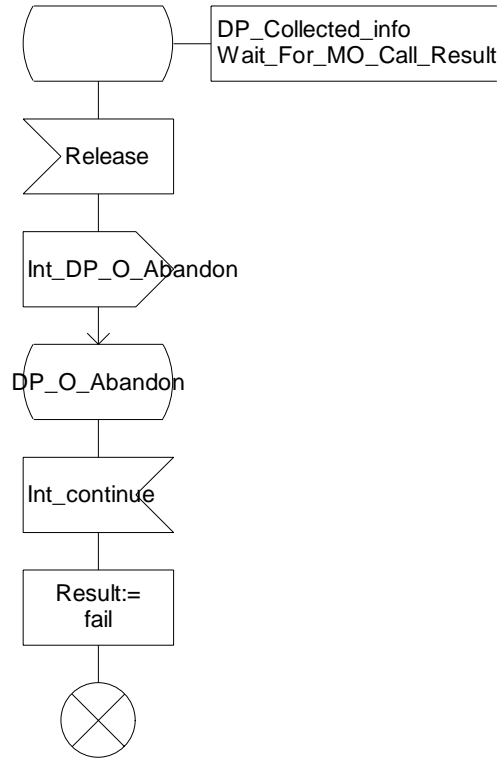 DP_Collected_info
Wait_For_MO_Call_Result
Release
Int_DP_O_Abandon
DP_O_Abandon
Int_continue
Result:=
fail